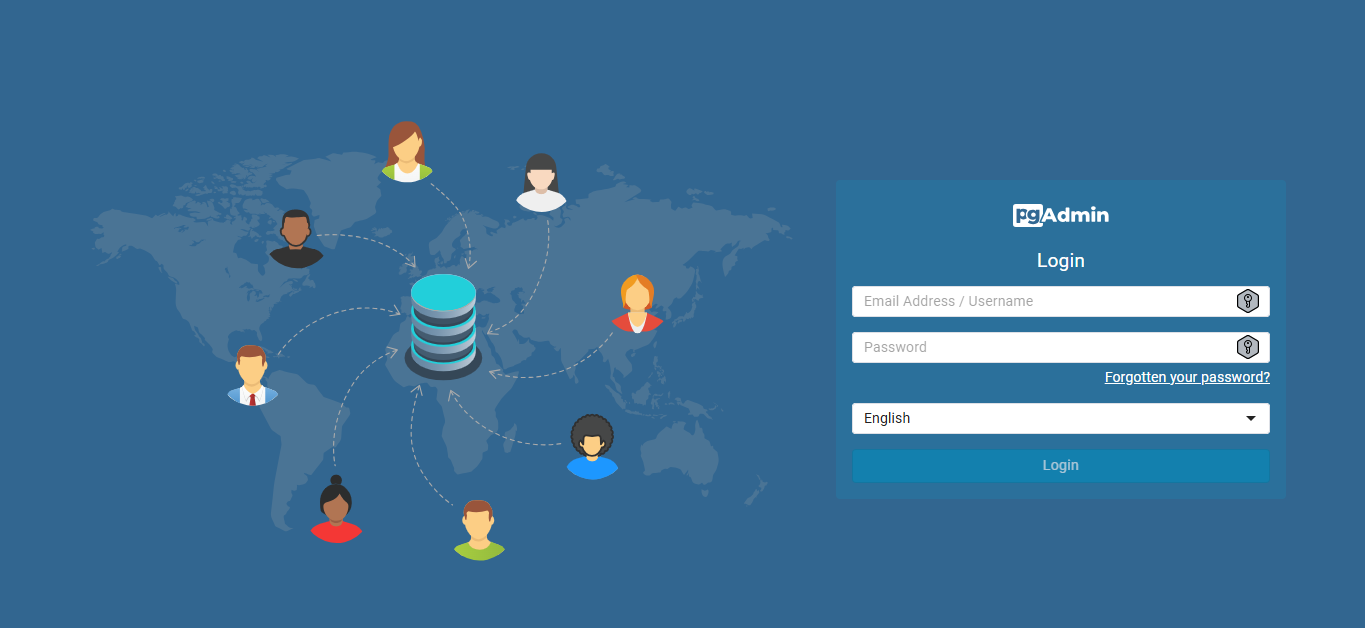 pgAdmin
Login
Email Address / Username
Password
Forgotten your password?
English
Login